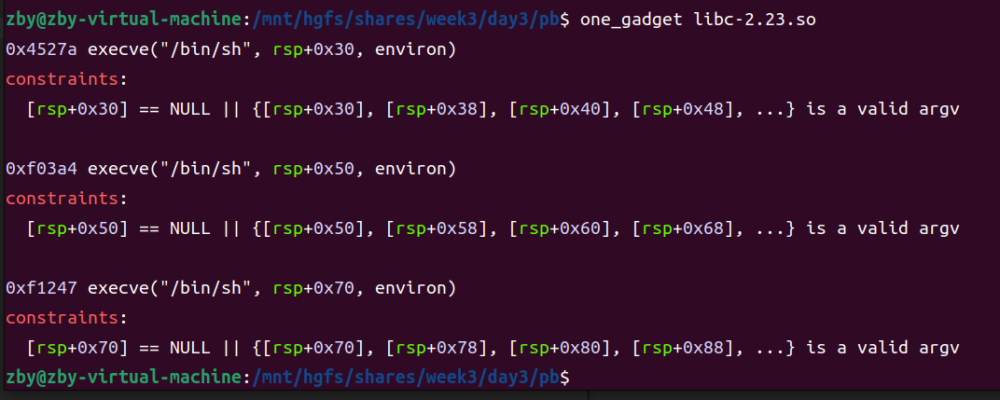 zby@zby-virtual-machine:/mnt/hgfs/shares/week3/day3/pb$ one_gadget libc-2.23.so
0x4527a execve("/bin/sh", rsp+0x30, environ)
constraints:
  [rsp+0x30] == NULL || {[rsp+0x30], [rsp+0x38], [rsp+0x40], [rsp+0x48], ...} is a valid argv
0xf03a4 execve("/bin/sh", rsp+0x50, environ)
constraints:
  [rsp+0x50] == NULL || {[rsp+0x50], [rsp+0x58], [rsp+0x60], [rsp+0x68], ...} is a valid argv
0xf1247 execve("/bin/sh", rsp+0x70, environ)
constraints:
  [rsp+0x70] == NULL || {[rsp+0x70], [rsp+0x78], [rsp+0x80], [rsp+0x88], ...} is a valid argv
zby@zby-virtual-machine:/mnt/hgfs/shares/week3/day3/pb$